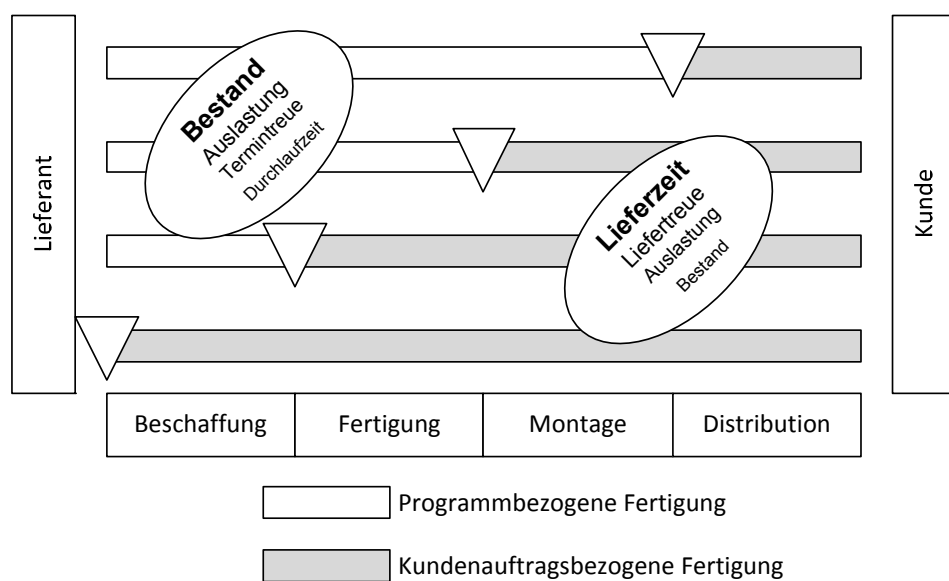 Lieferant
Bestand
Auslastung
Termintreue
Durchlaufzeit
Lieferzeit
Liefertreue
Auslastung
Bestand
Kunde
Beschaffung
Fertigung
Montage
Distribution
Programmbezogene Fertigung
Kundenauftragsbezogene Fertigung